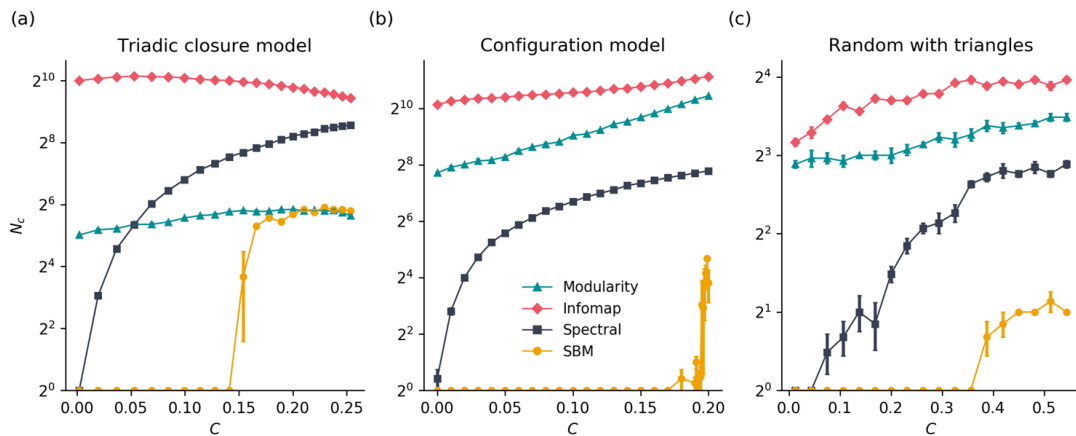 (a)
Triadic closure model
2^10
2^8
2^6
2^4
2^2
2^0
N_c
0.00 0.05 0.10 0.15 0.20 0.25
C
(b)
Configuration model
2^10
2^8
2^6
2^4
2^2
2^0
Modularity
Infomap
Spectral
SBM
0.00 0.05 0.10 0.15 0.20
C
(c)
Random with triangles
2^4
2^3
2^2
2^1
2^0
0.0 0.1 0.2 0.3 0.4 0.5
C